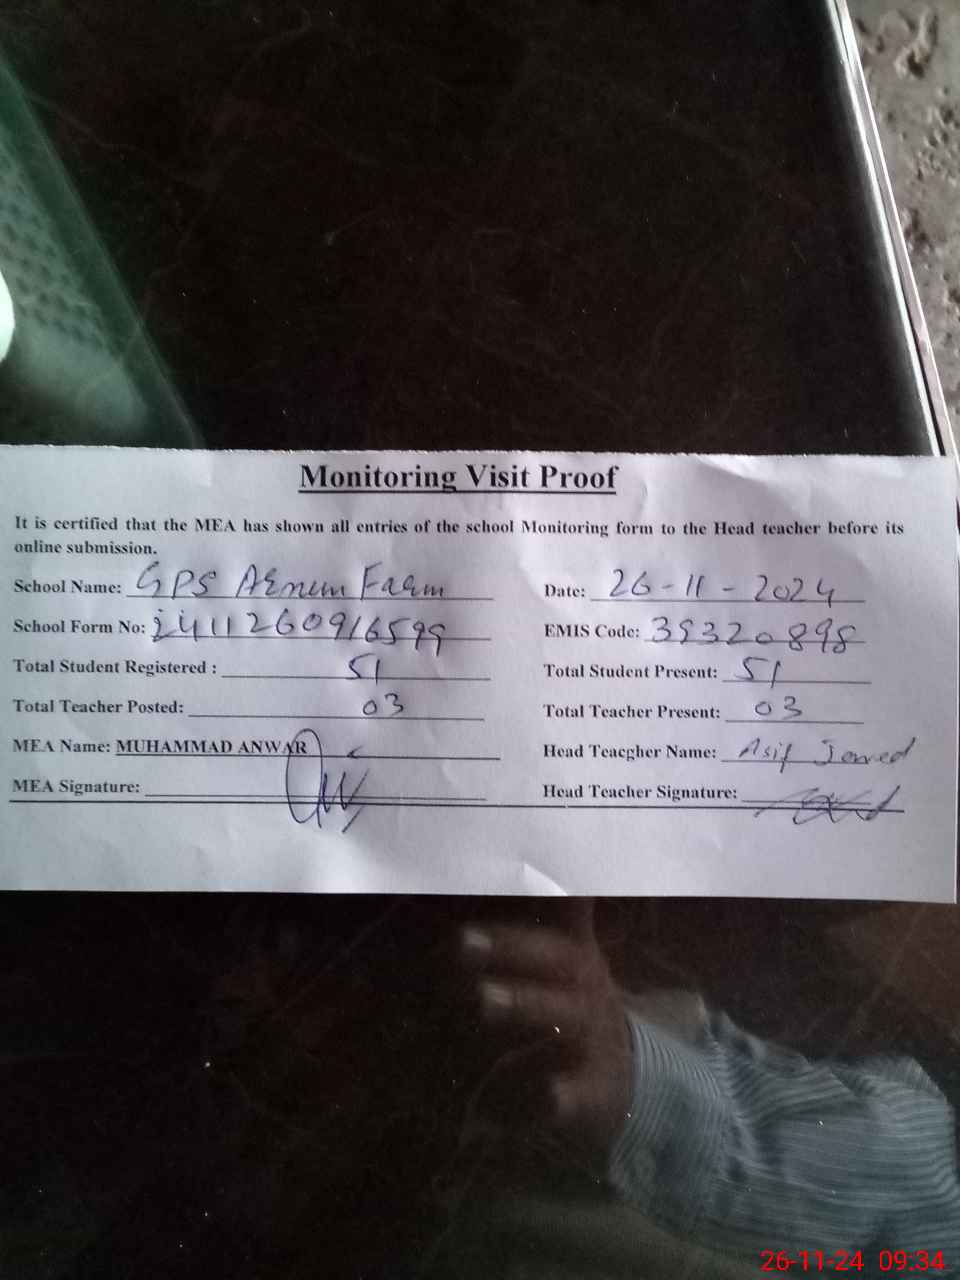 Monitoring Visit Proof
It is certified that the MEA has shown all entries of the school Monitoring form to the Head teacher before its
online submission.
School Name: GPS Farm Date: 26-11-2024
School Form No: 2411260916599 EMIS Code: 39320898
Total Student Registered : 51 Total Student Present: 51
Total Teacher Posted: 03 Total Teacher Present: 03
MEA Name: MUHAMMAD ANWAR Head Teacgher Name: Asif Javed
MEA Signature: Head Teacher Signature:
26-11-24 09:34